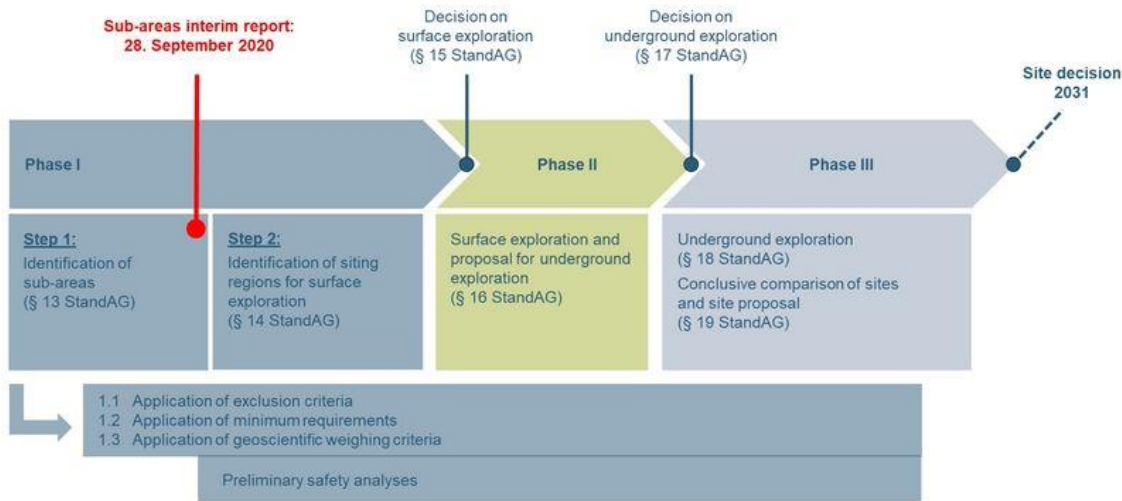 Sub-areas interim report:
28. September 2020
Decision on
surface exploration
(§ 15 StandAG)
Decision on
underground exploration
(§ 17 StandAG)
Site decision
2031
Phase I
Phase II
Phase III
Step 1:
Identification of
sub-areas
(§ 13 StandAG)
Step 2:
Identification of siting
regions for surface
exploration
(§ 14 StandAG)
Surface exploration and
proposal for underground
exploration
(§ 16 StandAG)
Underground exploration
(§ 18 StandAG)
Conclusive comparison of sites
and site proposal
(§ 19 StandAG)
1.1 Application of exclusion criteria
1.2 Application of minimum requirements
1.3 Application of geoscientific weighing criteria
Preliminary safety analyses